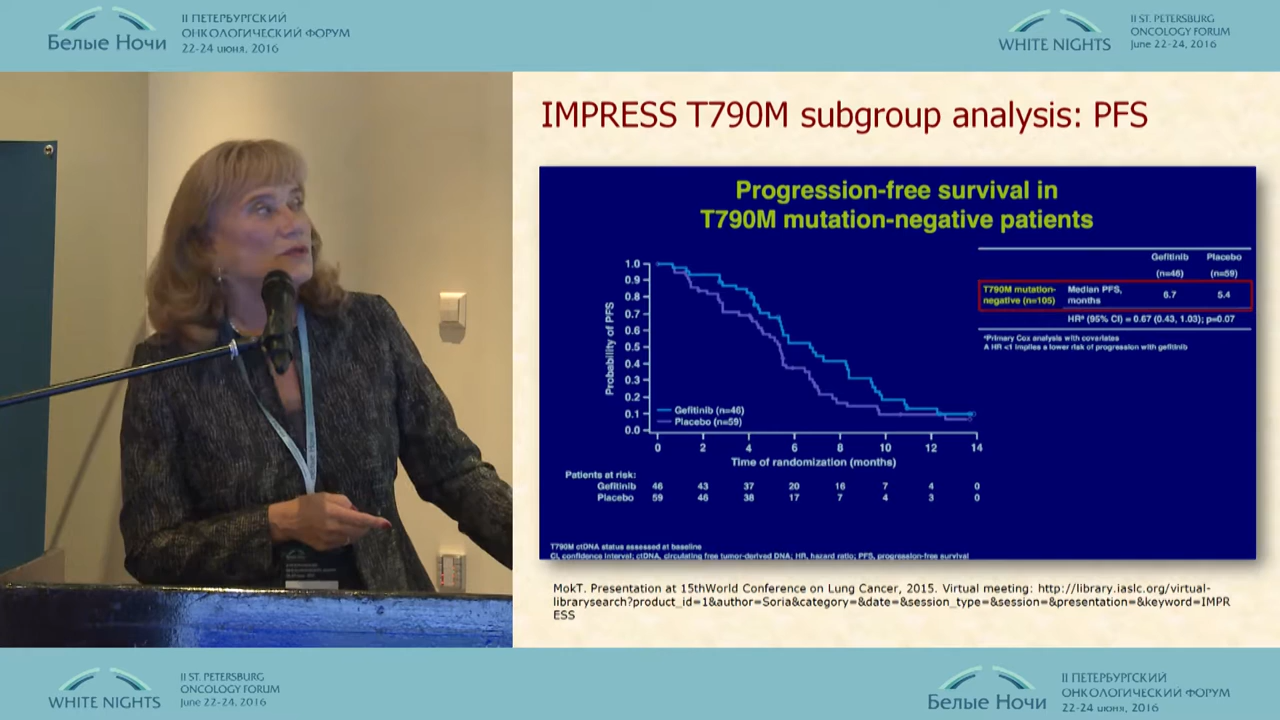 II ПЕТЕРБУРГСКИЙ
ОНКОЛОГИЧЕСКИЙ ФОРУМ
Белые Ночи
22-24 июня, 2016
II ST. PETERSBURG
ONCOLOGY FORUM
WHITE NIGHTS
June 22-24, 2016
IMPRESS T790M subgroup analysis: PFS
Progression-free survival in
T790M mutation-negative patients
Gefitinib Placebo
(n=46) (n=59)
T790M mutation-negative (n=105) Median PFS, months 6.7 5.4
HRª (95% CI) = 0.67 (0.43, 1.03); p=0.07
ªPrimary Cox analysis with covariates
A HR <1 implies a lower risk of progression with gefitinib
Probability of PFS
1.0
0.9
0.8
0.7
0.6
0.5
0.4
0.3
0.2
0.1
0.0
Gefitinib (n=46)
Placebo (n=59)
0 2 4 6 8 10 12 14
Time of randomization (months)
Patients at risk:
Gefitinib 46 43 37 20 16 7 4 0
Placebo 59 46 38 17 7 4 3 0
T790M ctDNA status assessed at baseline
CI, confidence interval; ctDNA, circulating free tumor-derived DNA; HR, hazard ratio; PFS, progression-free survival
MokT. Presentation at 15thWorld Conference on Lung Cancer, 2015. Virtual meeting: http://library.iaslc.org/virtual-
librarysearch?product_id=1&author=Soria&category=&date=&session_type=&session=&presentation=&keyword=IMPR
ESS
II ST. PETERSBURG
ONCOLOGY FORUM
WHITE NIGHTS
June 22-24, 2016
II ПЕТЕРБУРГСКИЙ
ОНКОЛОГИЧЕСКИЙ ФОРУМ
Белые Ночи
22-24 июня, 2016